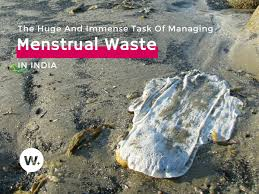 The Huge And Immense Task Of Managing
Menstrual Waste
IN INDIA
W.